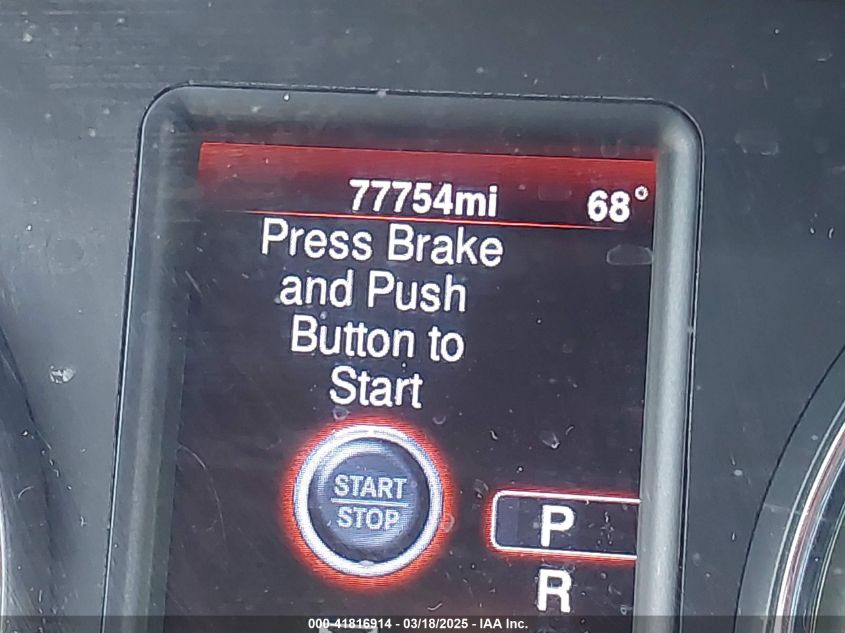 77754mi 68°
Press Brake
and Push
Button to
Start
START
STOP
P
R
000-41816914 - 03/18/2025 - IAA Inc.